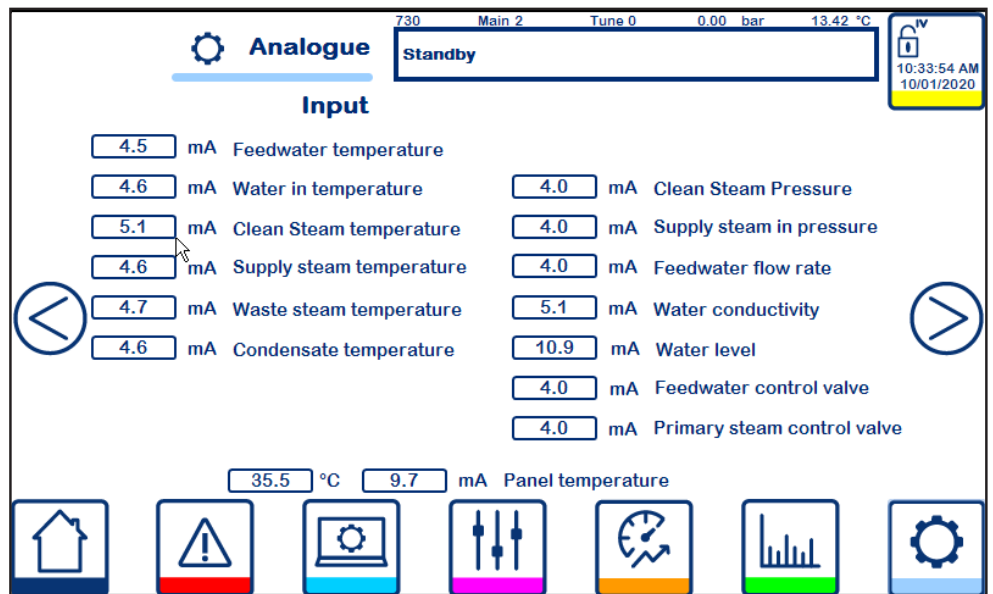 730 Main 2 Tune 0 0.00 bar 13.42 °C
Analogue
Standby
IV
10:33:54 AM
10/01/2020
Input
4.5 mA Feedwater temperature
4.6 mA Water in temperature
4.0 mA Clean Steam Pressure
5.1 mA Clean Steam temperature
4.0 mA Supply steam in pressure
4.6 mA Supply steam temperature
4.0 mA Feedwater flow rate
4.7 mA Waste steam temperature
5.1 mA Water conductivity
4.6 mA Condensate temperature
10.9 mA Water level
4.0 mA Feedwater control valve
4.0 mA Primary steam control valve
35.5 °C 9.7 mA Panel temperature